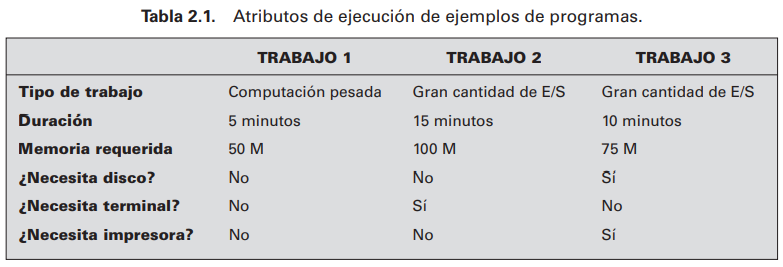 Tabla 2.1. Atributos de ejecución de ejemplos de programas.
TRABAJO 1 TRABAJO 2 TRABAJO 3
Tipo de trabajo Computación pesada Gran cantidad de E/S Gran cantidad de E/S
Duración 5 minutos 15 minutos 10 minutos
Memoria requerida 50 M 100 M 75 M
¿Necesita disco? No No Sí
¿Necesita terminal? No Sí No
¿Necesita impresora? No No Sí